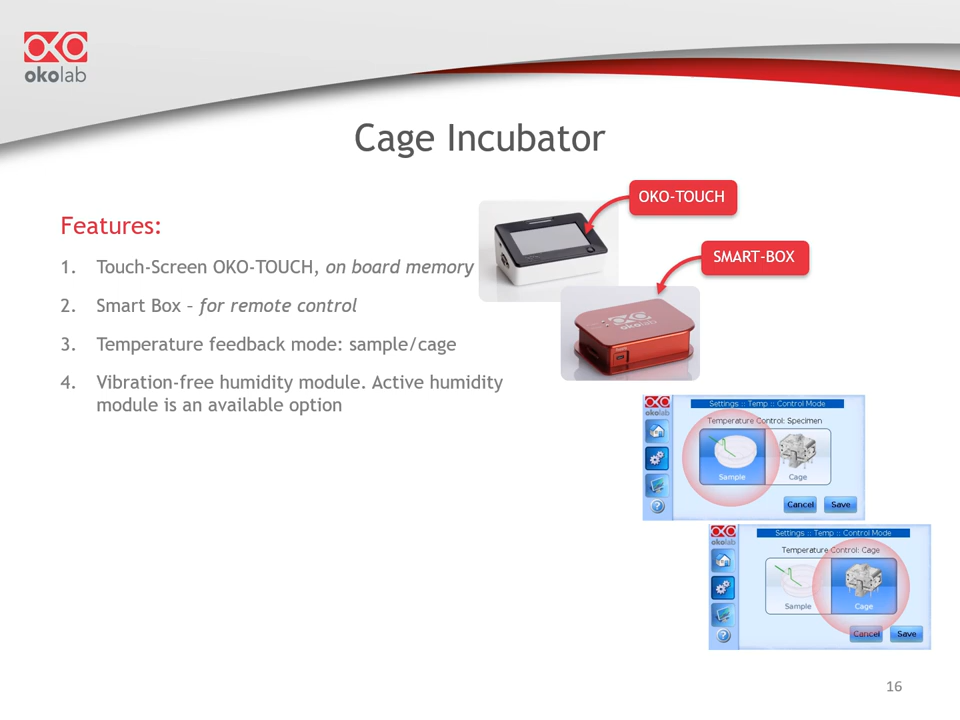 OKO
okolab
Cage Incubator
OKO-TOUCH
SMART-BOX
Features:
1. Touch-Screen OKO-TOUCH, on board memory
2. Smart Box – for remote control
3. Temperature feedback mode: sample/cage
4. Vibration-free humidity module. Active humidity
module is an available option
okolab
okolab
Settings :: Temp :: Control Mode
Temperature Control: Specimen
Sample
Cage
Cancel
Save
?
okolab
Settings :: Temp :: Control Mode
Temperature Control: Cage
Sample
Cage
Cancel
Save
?
16